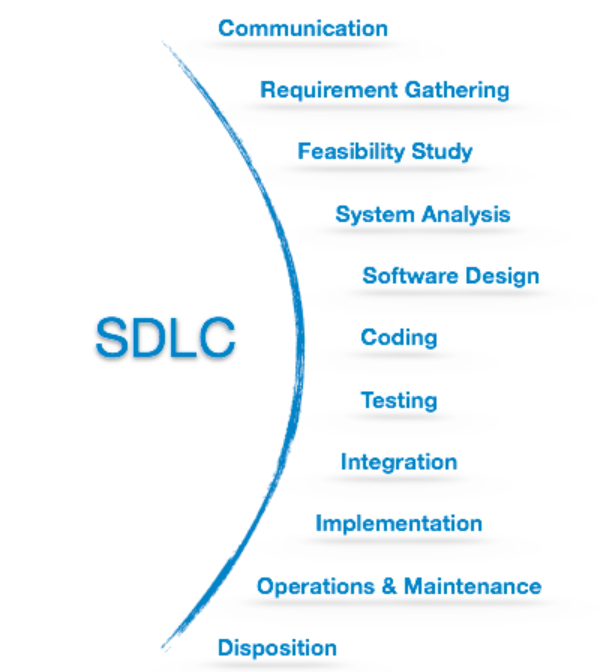 Communication
Requirement Gathering
Feasibility Study
System Analysis
Software Design
SDLC
Coding
Testing
Integration
Implementation
Operations & Maintenance
Disposition